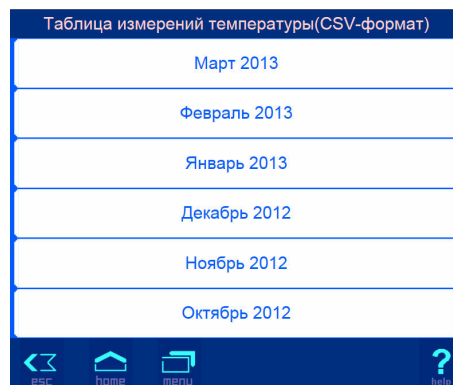 Таблица измерений температуры(CSV-формат)
Март 2013
Февраль 2013
Январь 2013
Декабрь 2012
Ноябрь 2012
Октябрь 2012
esc home menu help